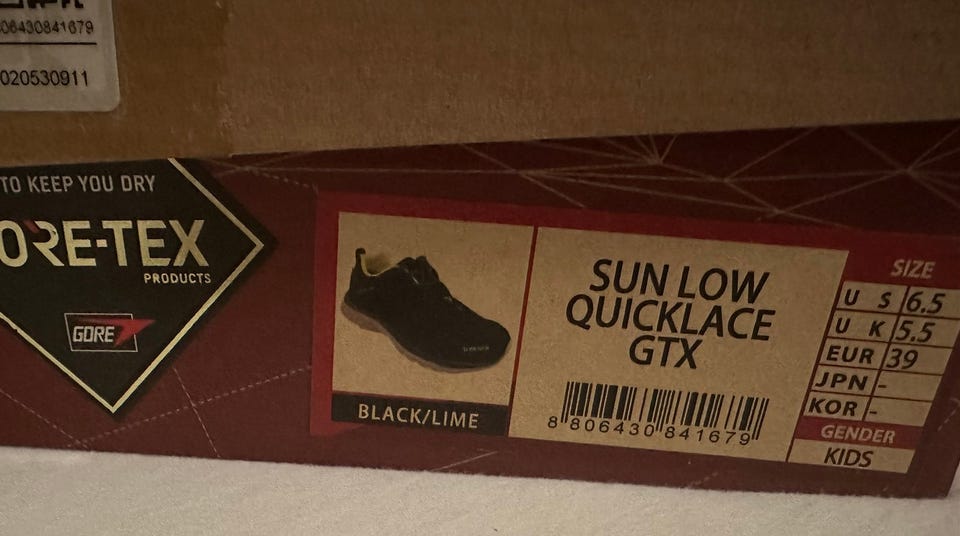 806430841679
020530911
TO KEEP YOU DRY
ORE-TEX
PRODUCTS
GORE
BLACK/LIME
SUN LOW
QUICKLACE
GTX
8 806430 841679
SIZE
U S 6.5
U K 5.5
EUR 39
JPN -
KOR -
GENDER
KIDS